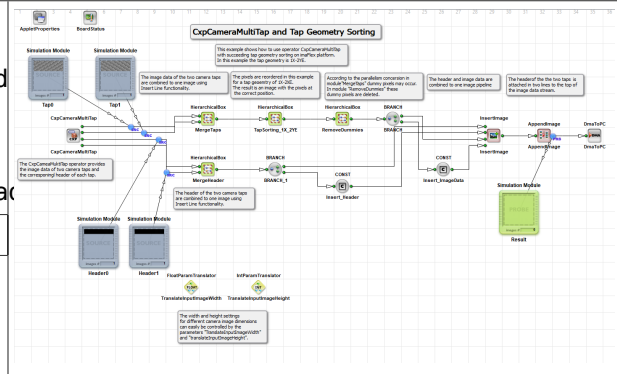 AppletProperties
BoardStatus
CxpCameraMultiTap and Tap Geometry Sorting
This example shows how to use operator CxpCameraMultiTap
with succeeding tap geometry sorting on imaFlex platform.
In this example the tap geometry is 1X-2YE.
Simulation Module
Simulation Module
Tap0
Tap1
The image data of the two camera taps
are combined to one image using
Insert Line functionality.
The pixels are reordered in this example
for a tap geometry of 1X-2XE.
The result is an image with the pixels at
the correct position.
According to the parallelism conversion in
module"MergeTaps" dummy pixels may occur.
In module "RemoveDummies" these
dummy pixels are deleted.
The header and image data are
combined to one image pipeline
The headerof the the two taps is
attached in two lines to the top of
the image data stream.
CxpCameraMultiTap
CxpCameraMultiTap
HierarchicalBox
MergeTaps
HierarchicalBox
TapSorting_1X_2YE
HierarchicalBox
RemoveDummies
BRANCH
BRANCH
InsertImage
InsertImage
AppendImage
AppendImage
DmaToPC
DmaToPC
The CxpCameraMultiTap operator provides
the image data of two camera taps and
the corresponingl header of each tap.
HierarchicalBox
MergeHeader
BRANCH
BRANCH_1
CONST
Insert_Header
CONST
Insert_ImageData
The header of the two camera taps
are combined to one image using
Insert Line functionality.
Simulation Module
Result
Simulation Module
Simulation Module
Header0
Header1
FloatParamTranslator
FLOAT
TranslateInputImageWidth
IntParamTranslator
INT
TranslateInputImageHeight
The width and height settings
for different camera image dimensions
can easily be controlled by the
parameters "TranslateInputImageWidth"
and "translateInputImageHeight".